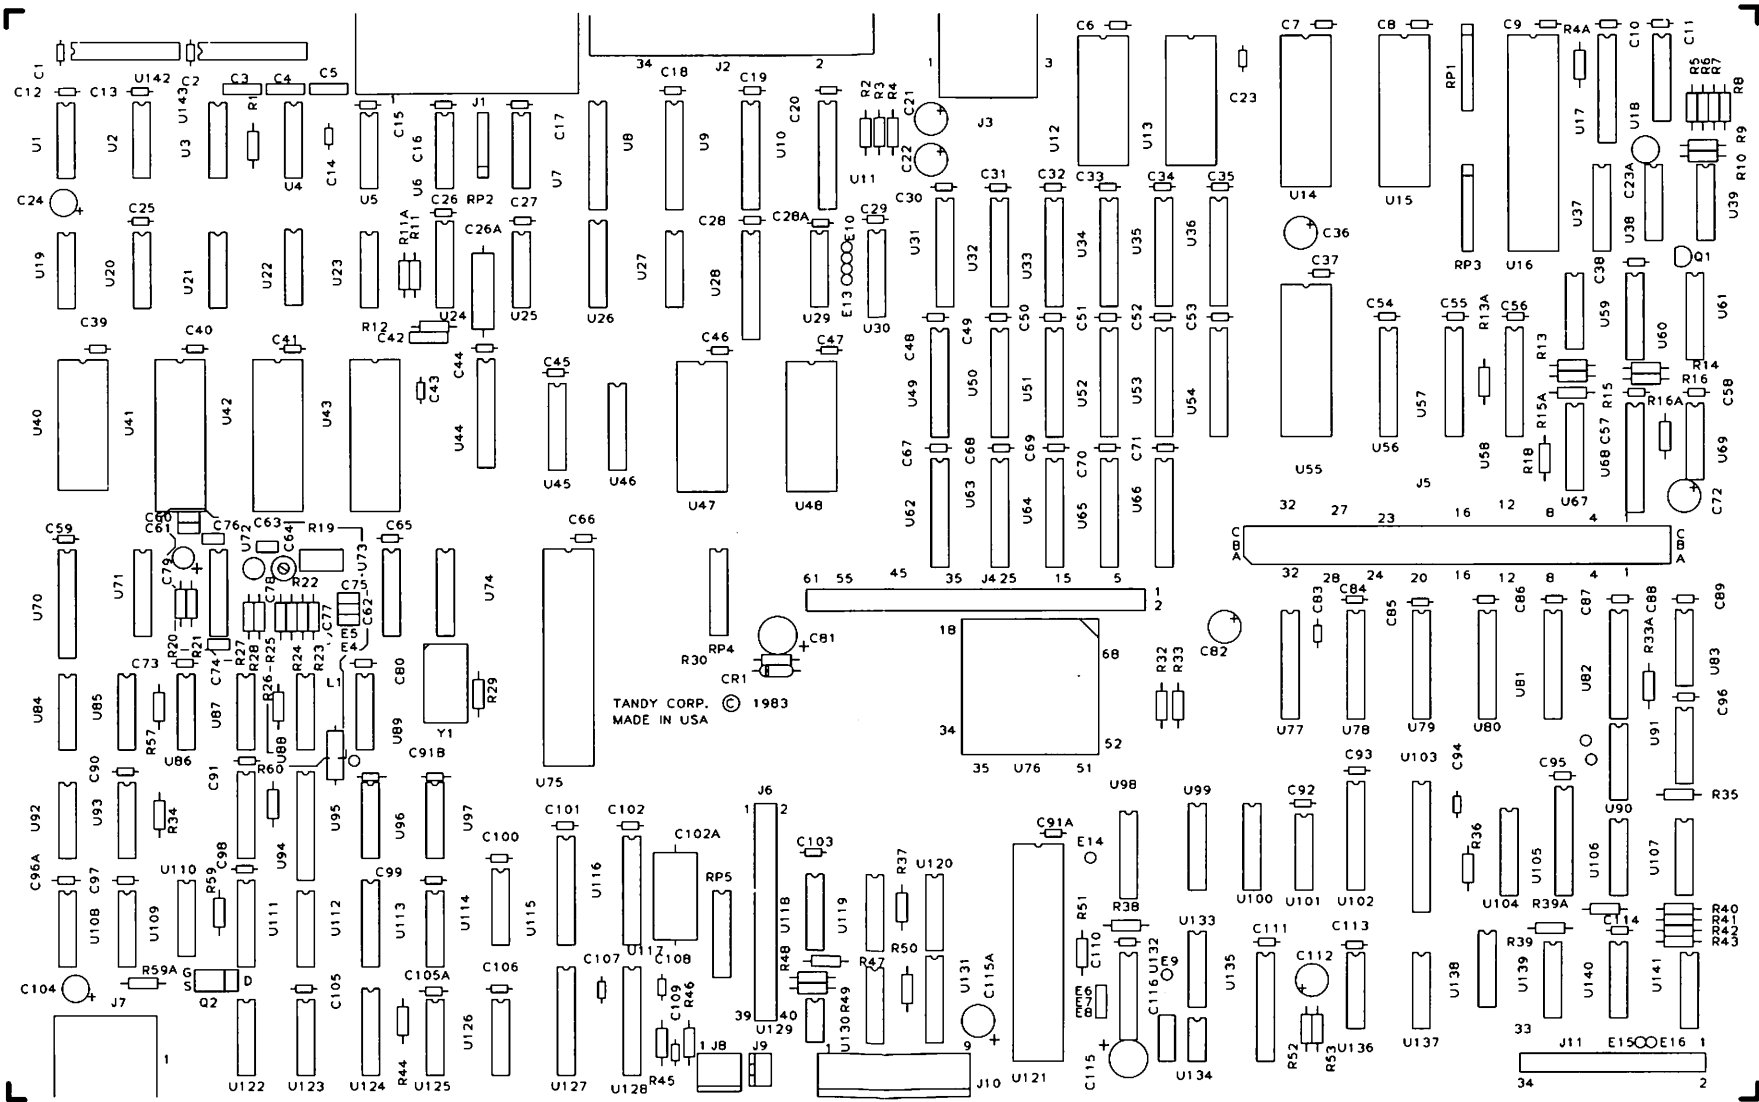 C1
U142
C2
C3
C4
C5
34
J2
2
1
3
C6
C7
C8
C9
R4A
C10
C11
C12
C13
U143
R1
C15
C16
J1
C17
C18
C19
C20
R2
R3
R4
C21
J3
C23
RP1
R5
R6
R7
R8
U1
U2
U3
U4
C14
U5
U6
RP2
U7
U8
U9
U10
U11
C22
U12
U13
U14
U15
U16
U17
U18
R9
R10
C24
C25
R11A
R11
C26
C26A
C27
C28
C28A
E10
C29
C30
C31
C32
C33
C34
C35
C36
RP3
U37
C23A
U38
U39
U19
U20
U21
U22
U23
U24
U25
U26
U27
U28
U29
E13
U30
U31
U32
U33
U34
U35
U36
C37
C38
Q1
R12
C42
C39
C40
C41
C43
C44
C45
C46
C47
C48
C49
C50
C51
C52
C53
C54
C55
R13A
C56
R13
U59
U60
U61
R14
R16
C58
U40
U41
U42
U43
U44
U45
U46
U47
U48
U49
U50
U51
U52
U53
U54
U55
U56
U57
U58
R15A
R15
R16A
R18
C57
U67
U68
U69
C72
C59
C60
C61
C76
U72
C63
C64
R19
U73
C65
C66
C67
C68
C69
C70
C71
U62
U63
U64
U65
U66
J5
32
27
23
16
12
8
4
1
C
B
A
C
B
A
32
28
24
20
16
12
8
4
1
U70
U71
C79
R20
R21
C78
R22
C77
C75
C62
E5
E4
U74
RP4
61
55
45
35
J4
25
15
5
1
2
C73
C74
R27
R28
R26
R25
R24
R23
L1
C80
R29
R30
C81
CR1
TANDY CORP. © 1983
MADE IN USA
18
68
34
52
35
U76
51
R32
R33
C82
C83
C84
C85
C86
C87
C88
C89
R33A
U77
U78
U79
U80
U81
U82
U83
C96
U84
U85
R57
U86
U87
U88
U89
Y1
U75
C90
C91
R60
C91B
C93
U103
C94
C95
U90
U91
R35
U92
U93
R34
U94
U95
U96
U97
C100
C101
C102
C102A
J6
1
2
C103
R37
U120
C91A
E14
U98
U99
C92
U100
U101
U102
R36
U104
U105
U106
U107
C96A
C97
U110
R59
C98
C99
U108
U109
U111
U112
U113
U114
U115
U116
U117
RP5
U118
U119
R48
R47
R50
R51
R38
C110
U132
U133
C111
C113
R39A
R39
C114
R40
R41
R42
R43
C104
R59A
J7
G
S
D
Q2
C105
C105A
C106
C107
C108
C109
R46
39
40
U129
R49
U130
U131
C115A
E6
E7
E8
E9
C116
U135
C112
U138
U139
U140
U141
1
U122
U123
U124
R44
U125
U126
U127
U128
R45
1
J8
J9
1
9
J10
U121
C115
U134
R52
R53
U136
U137
33
J11
E15
E16
1
34
2